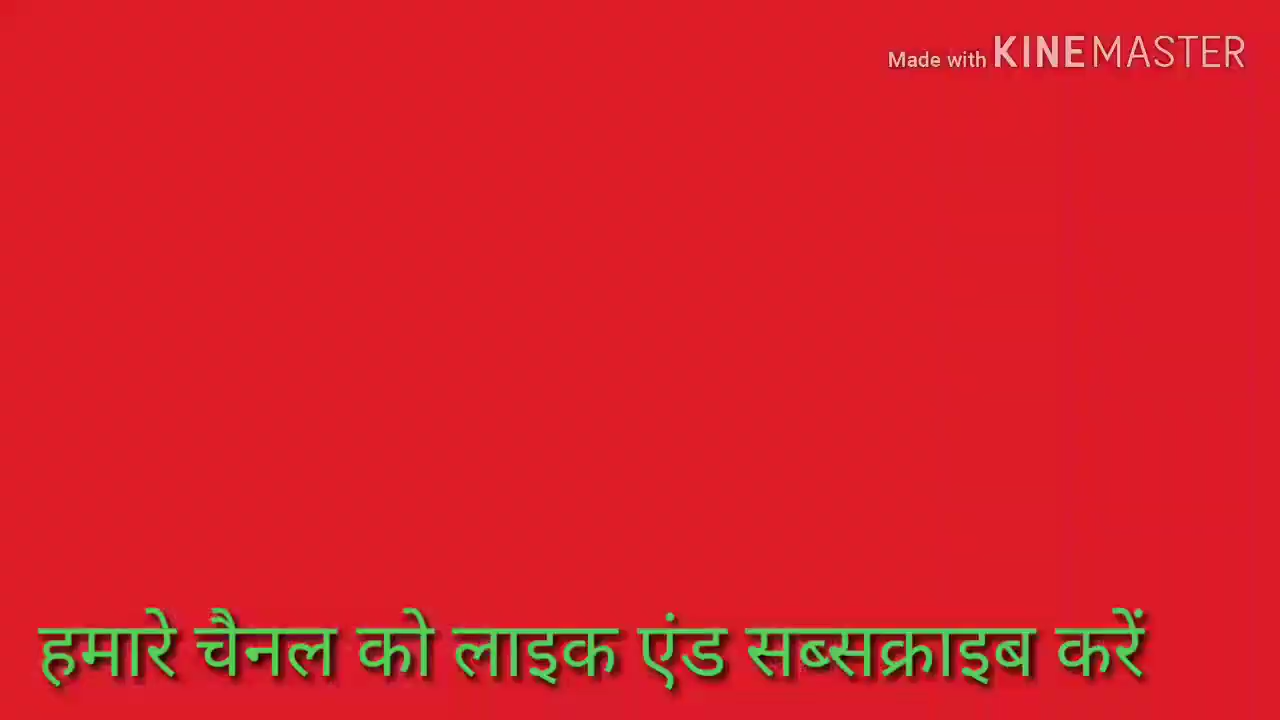 Made with KINEMASTER
हमारे चैनल को लाइक एंड सब्सक्राइब करें